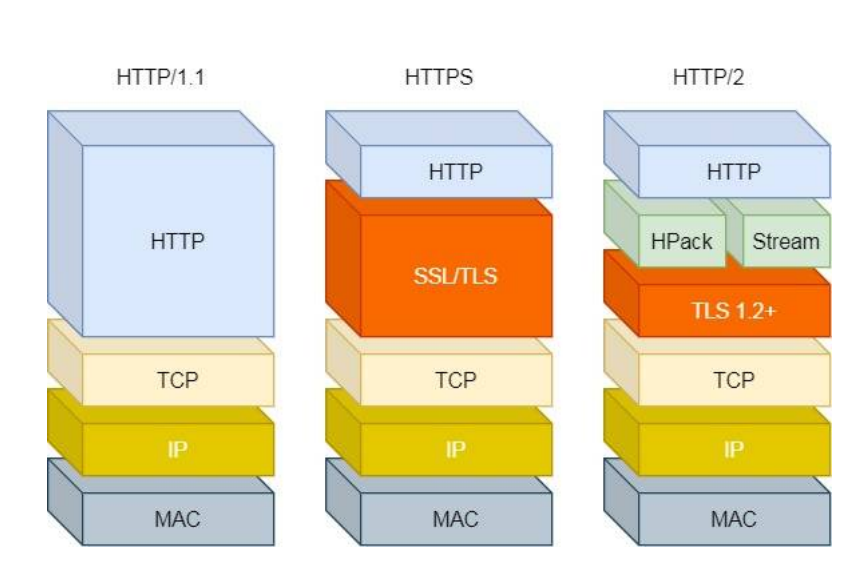 HTTP/1.1
HTTP
TCP
IP
MAC
HTTPS
HTTP
SSL/TLS
TCP
IP
MAC
HTTP/2
HTTP
HPack
Stream
TLS 1.2+
TCP
IP
MAC